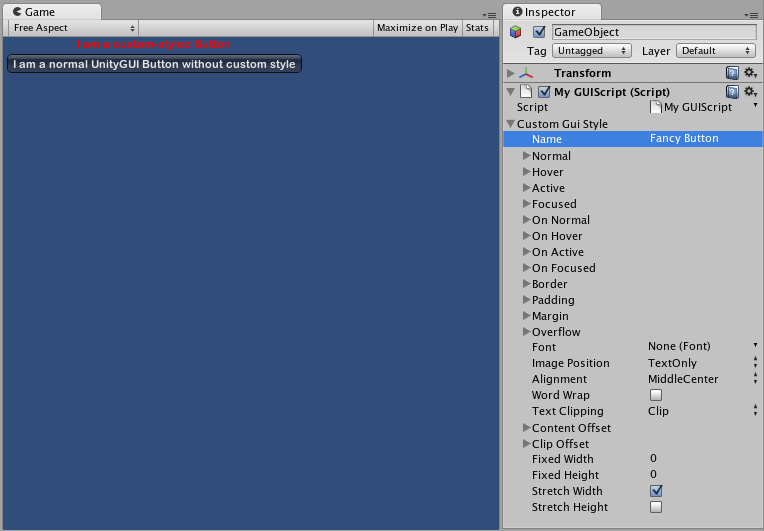 Game
Free Aspect
Maximize on Play
Stats
I am a custom-styled Button
I am a normal UnityGUI Button without custom style
Inspector
GameObject
Tag Untagged Layer Default
Transform
My GUIScript (Script)
Script My GUIScript
Custom Gui Style
Name Fancy Button
Normal
Hover
Active
Focused
On Normal
On Hover
On Active
On Focused
Border
Padding
Margin
Overflow
Font None (Font)
Image Position TextOnly
Alignment MiddleCenter
Word Wrap
Text Clipping Clip
Content Offset
Clip Offset
Fixed Width 0
Fixed Height 0
Stretch Width
Stretch Height